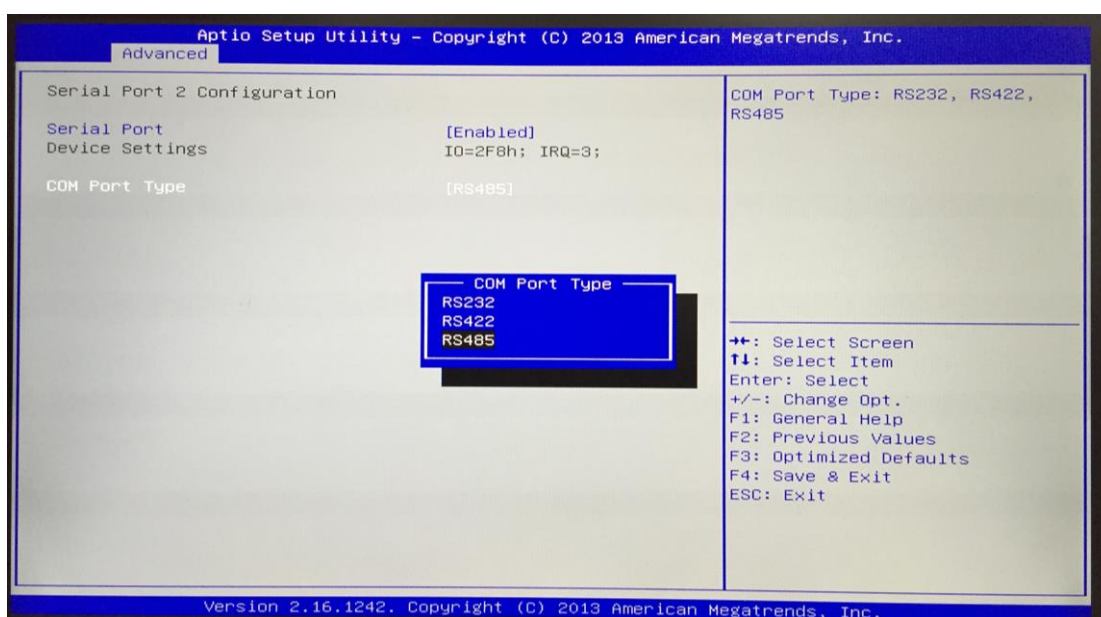 Aptio Setup Utility – Copyright (C) 2013 American Megatrends, Inc.
Advanced
Serial Port 2 Configuration
Serial Port [Enabled]
Device Settings IO=2F8h; IRQ=3;
COM Port Type [RS485]
COM Port Type
RS232
RS422
RS485
COM Port Type: RS232, RS422,
RS485
→←: Select Screen
↑↓: Select Item
Enter: Select
+/-: Change Opt.
F1: General Help
F2: Previous Values
F3: Optimized Defaults
F4: Save & Exit
ESC: Exit
Version 2.16.1242. Copyright (C) 2013 American Megatrends, Inc.